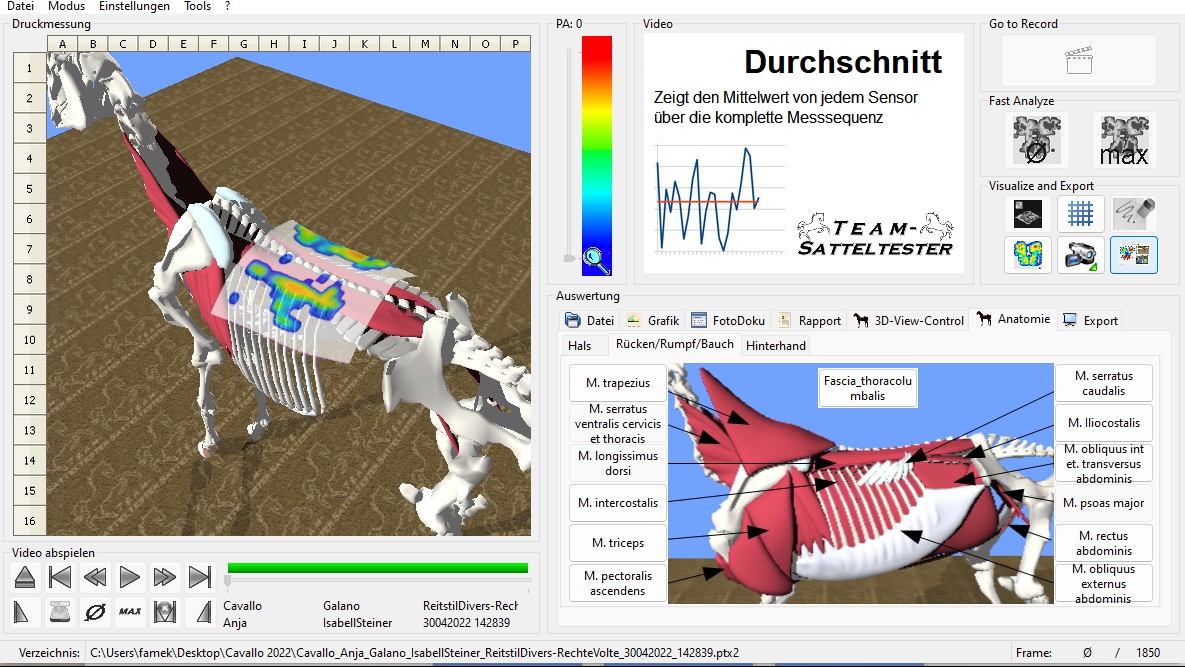 Datei Modus Einstellungen Tools ?
Druckmessung
A B C D E F G H I J K L M N O P
1
2
3
4
5
6
7
8
9
10
11
12
13
14
15
16
PA: 0
Video
Durchschnitt
Zeigt den Mittelwert von jedem Sensor
über die komplette Messsequenz
TEAM-
SATTELTESTER
Go to Record
Fast Analyze
Ø max
Visualize and Export
Auswertung
Datei Grafik FotoDoku Rapport 3D-View-Control Anatomie Export
Hals Rücken/Rumpf/Bauch Hinterhand
M. trapezius
M. serratus
ventralis cervicis
et thoracis
M. longissimus
dorsi
M. intercostalis
M. triceps
M. pectoralis
ascendens
Fascia_thoracolu
mbalis
M. serratus
caudalis
M. Iliocostalis
M. obliquus int
et. transversus
abdominis
M. psoas major
M. rectus
abdominis
M. obliquus
externus
abdominis
Video abspielen
Ø MAX
Cavallo Galano ReitstilDivers-Rech
Anja IsabellSteiner 30042022 142839
Verzeichnis: C:\Users\famek\Desktop\Cavallo 2022\Cavallo_Anja_Galano_IsabellSteiner_ReitstilDivers-RechteVolte_30042022_142839.ptx2
Frame: Ø / 1850